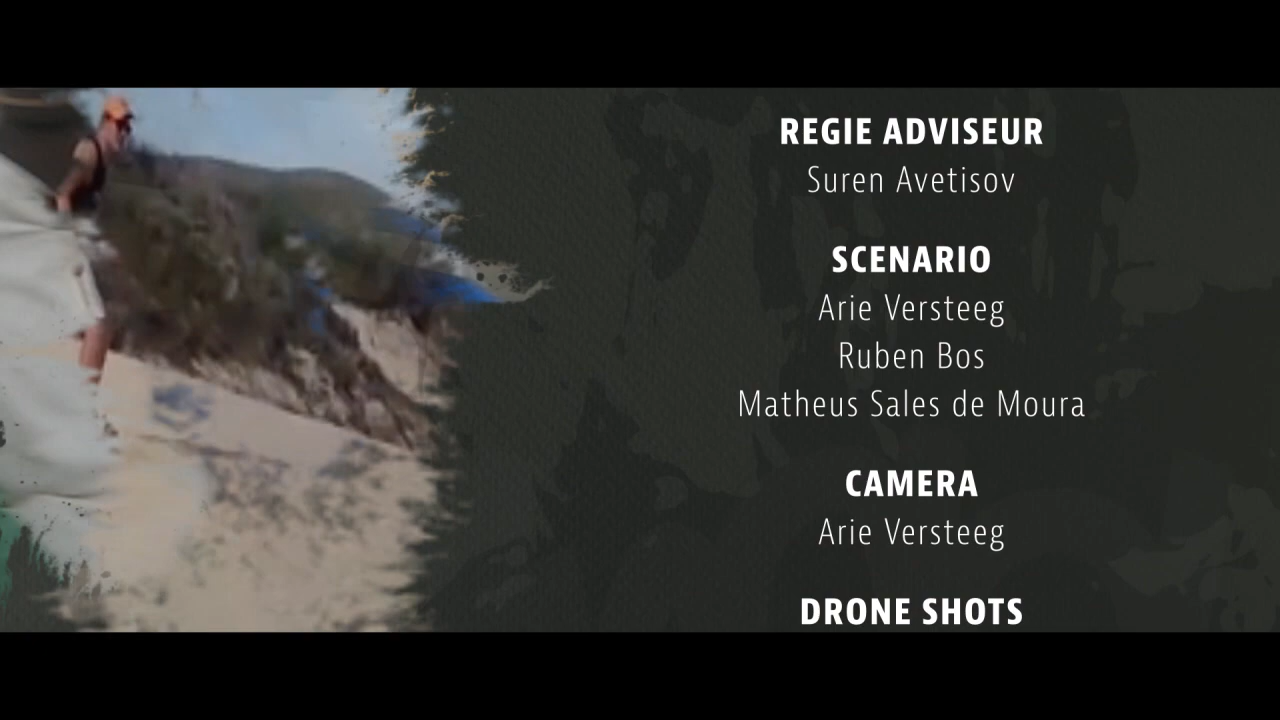 REGIE ADVISEUR
Suren Avetisov
SCENARIO
Arie Versteeg
Ruben Bos
Matheus Sales de Moura
CAMERA
Arie Versteeg
DRONE SHOTS